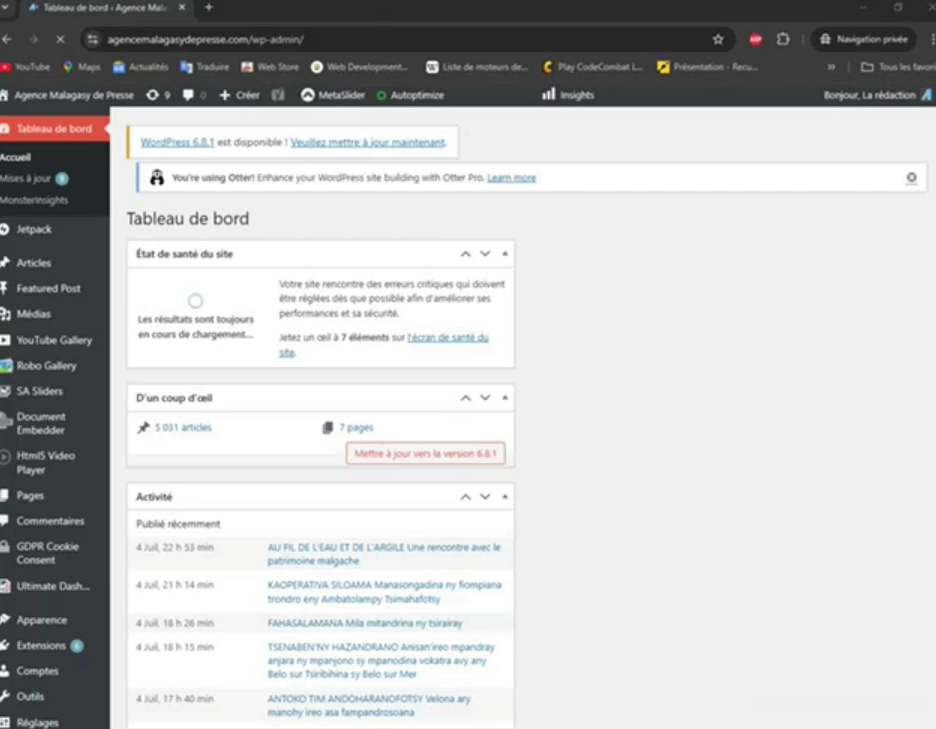 Tableau de bord ‹ Agence Mala
agencemalagasydepresse.com/wp-admin/
ABP
Navigation privée
YouTube
Maps
Actualités
Traduire
Web Store
Web Development...
Liste de moteurs de...
Play CodeCombat L...
Présentation - Recu...
»
Tous les favori
Agence Malagasy de Presse
9
0
+ Créer
MetaSlider
Autoptimize
Insights
Bonjour, La rédaction
Tableau de bord
Accueil
Mises à jour
MonsterInsights
Jetpack
Articles
Featured Post
Médias
YouTube Gallery
Robo Gallery
SA Sliders
Document
Embedder
Html5 Video
Player
Pages
Commentaires
GDPR Cookie
Consent
Ultimate Dash...
Apparence
Extensions
Comptes
Outils
Réglages
WordPress 6.8.1 est disponible ! Veuillez mettre à jour maintenant.
You're using Otter! Enhance your WordPress site building with Otter Pro. Learn more
Tableau de bord
État de santé du site
Les résultats sont toujours
en cours de chargement...
Votre site rencontre des erreurs critiques qui doivent
être réglées dès que possible afin d'améliorer ses
performances et sa sécurité.
Jetez un œil à 7 éléments sur l'écran de santé du
site.
D'un coup d'œil
5 031 articles
7 pages
Mettre à jour vers la version 6.8.1
Activité
Publié récemment
4 Juil, 22 h 53 min
AU FIL DE L'EAU ET DE L'ARGILE Une rencontre avec le
patrimoine malgache
4 Juil, 21 h 14 min
KAOPERATIVA SILOAMA Manasongadina ny fiompiana
trondro eny Ambatolampy Tsimahafotsy
4 Juil, 18 h 26 min
FAHASALAMANA Mila mitandrina ny tsirairay
4 Juil, 18 h 15 min
TSENABEN'NY HAZANDRANO Anisan'ireo mpandray
anjara ny mpanjono sy mpanodina vokatra avy any
Belo sur Tsiribihina sy Belo sur Mer
4 Juil, 17 h 40 min
ANTOKO TIM ANDOHARANOFOTSY Velona ary
manohy ireo asa fampandrosoana